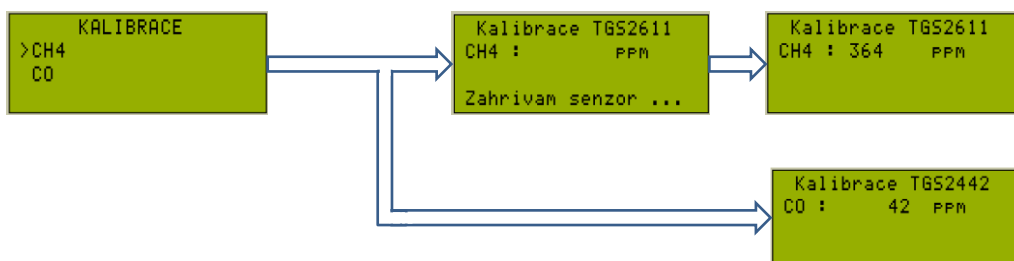 KALIBRACE
>CH4
CO
Kalibrace TGS2611
CH4 : PPM
Zahrivam senzor ...
Kalibrace TGS2611
CH4 : 364 PPM
Kalibrace TGS2442
CO : 42 PPM